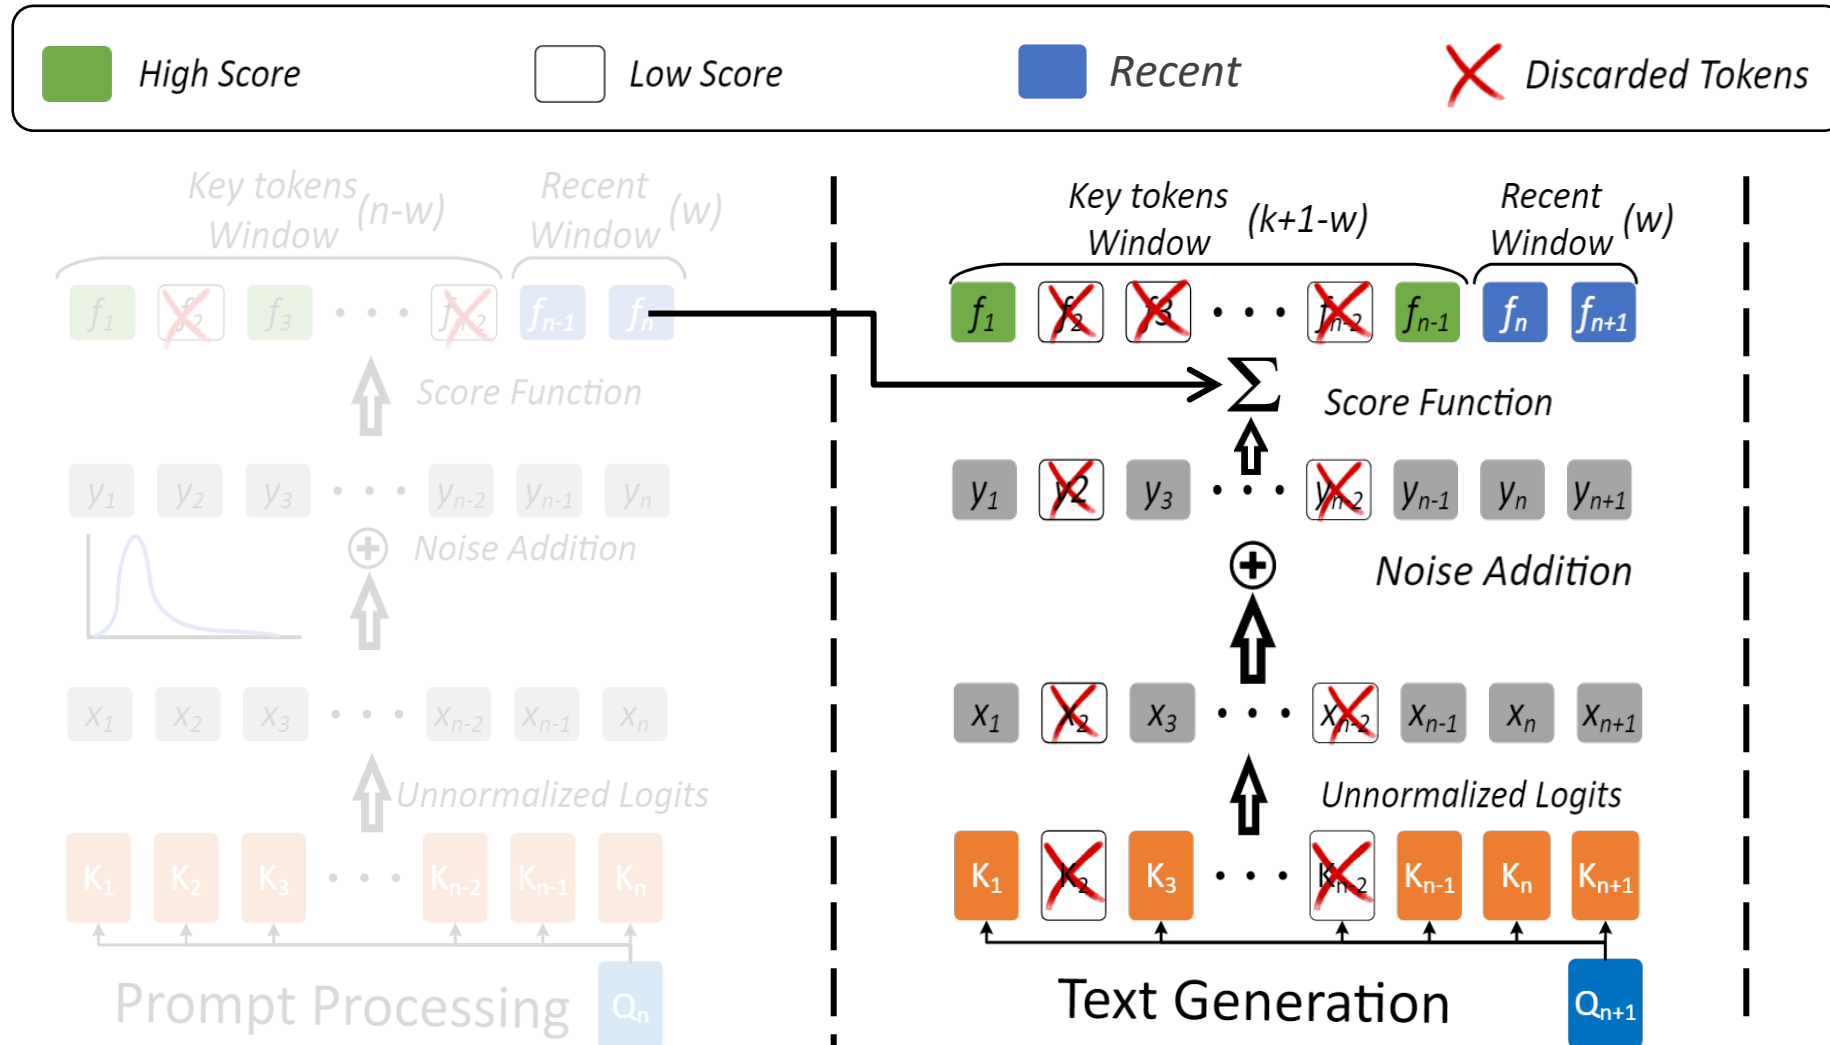 High Score Low Score Recent Discarded Tokens
Key tokens Window (n-w) Recent Window (w)
f1 f2 f3 · · · fn-2 fn-1 fn
Score Function
y1 y2 y3 · · · yn-2 yn-1 yn
Noise Addition
x1 x2 x3 · · · xn-2 xn-1 xn
Unnormalized Logits
K1 K2 K3 · · · Kn-2 Kn-1 Kn
Prompt Processing Qn
Key tokens Window (k+1-w) Recent Window (w)
f1 f2 f3 · · · fn-2 fn-1 fn fn+1
Σ Score Function
y1 y2 y3 · · · yn-2 yn-1 yn yn+1
Noise Addition
x1 x2 x3 · · · xn-2 xn-1 xn xn+1
Unnormalized Logits
K1 K2 K3 · · · Kn-2 Kn-1 Kn Kn+1
Text Generation Qn+1